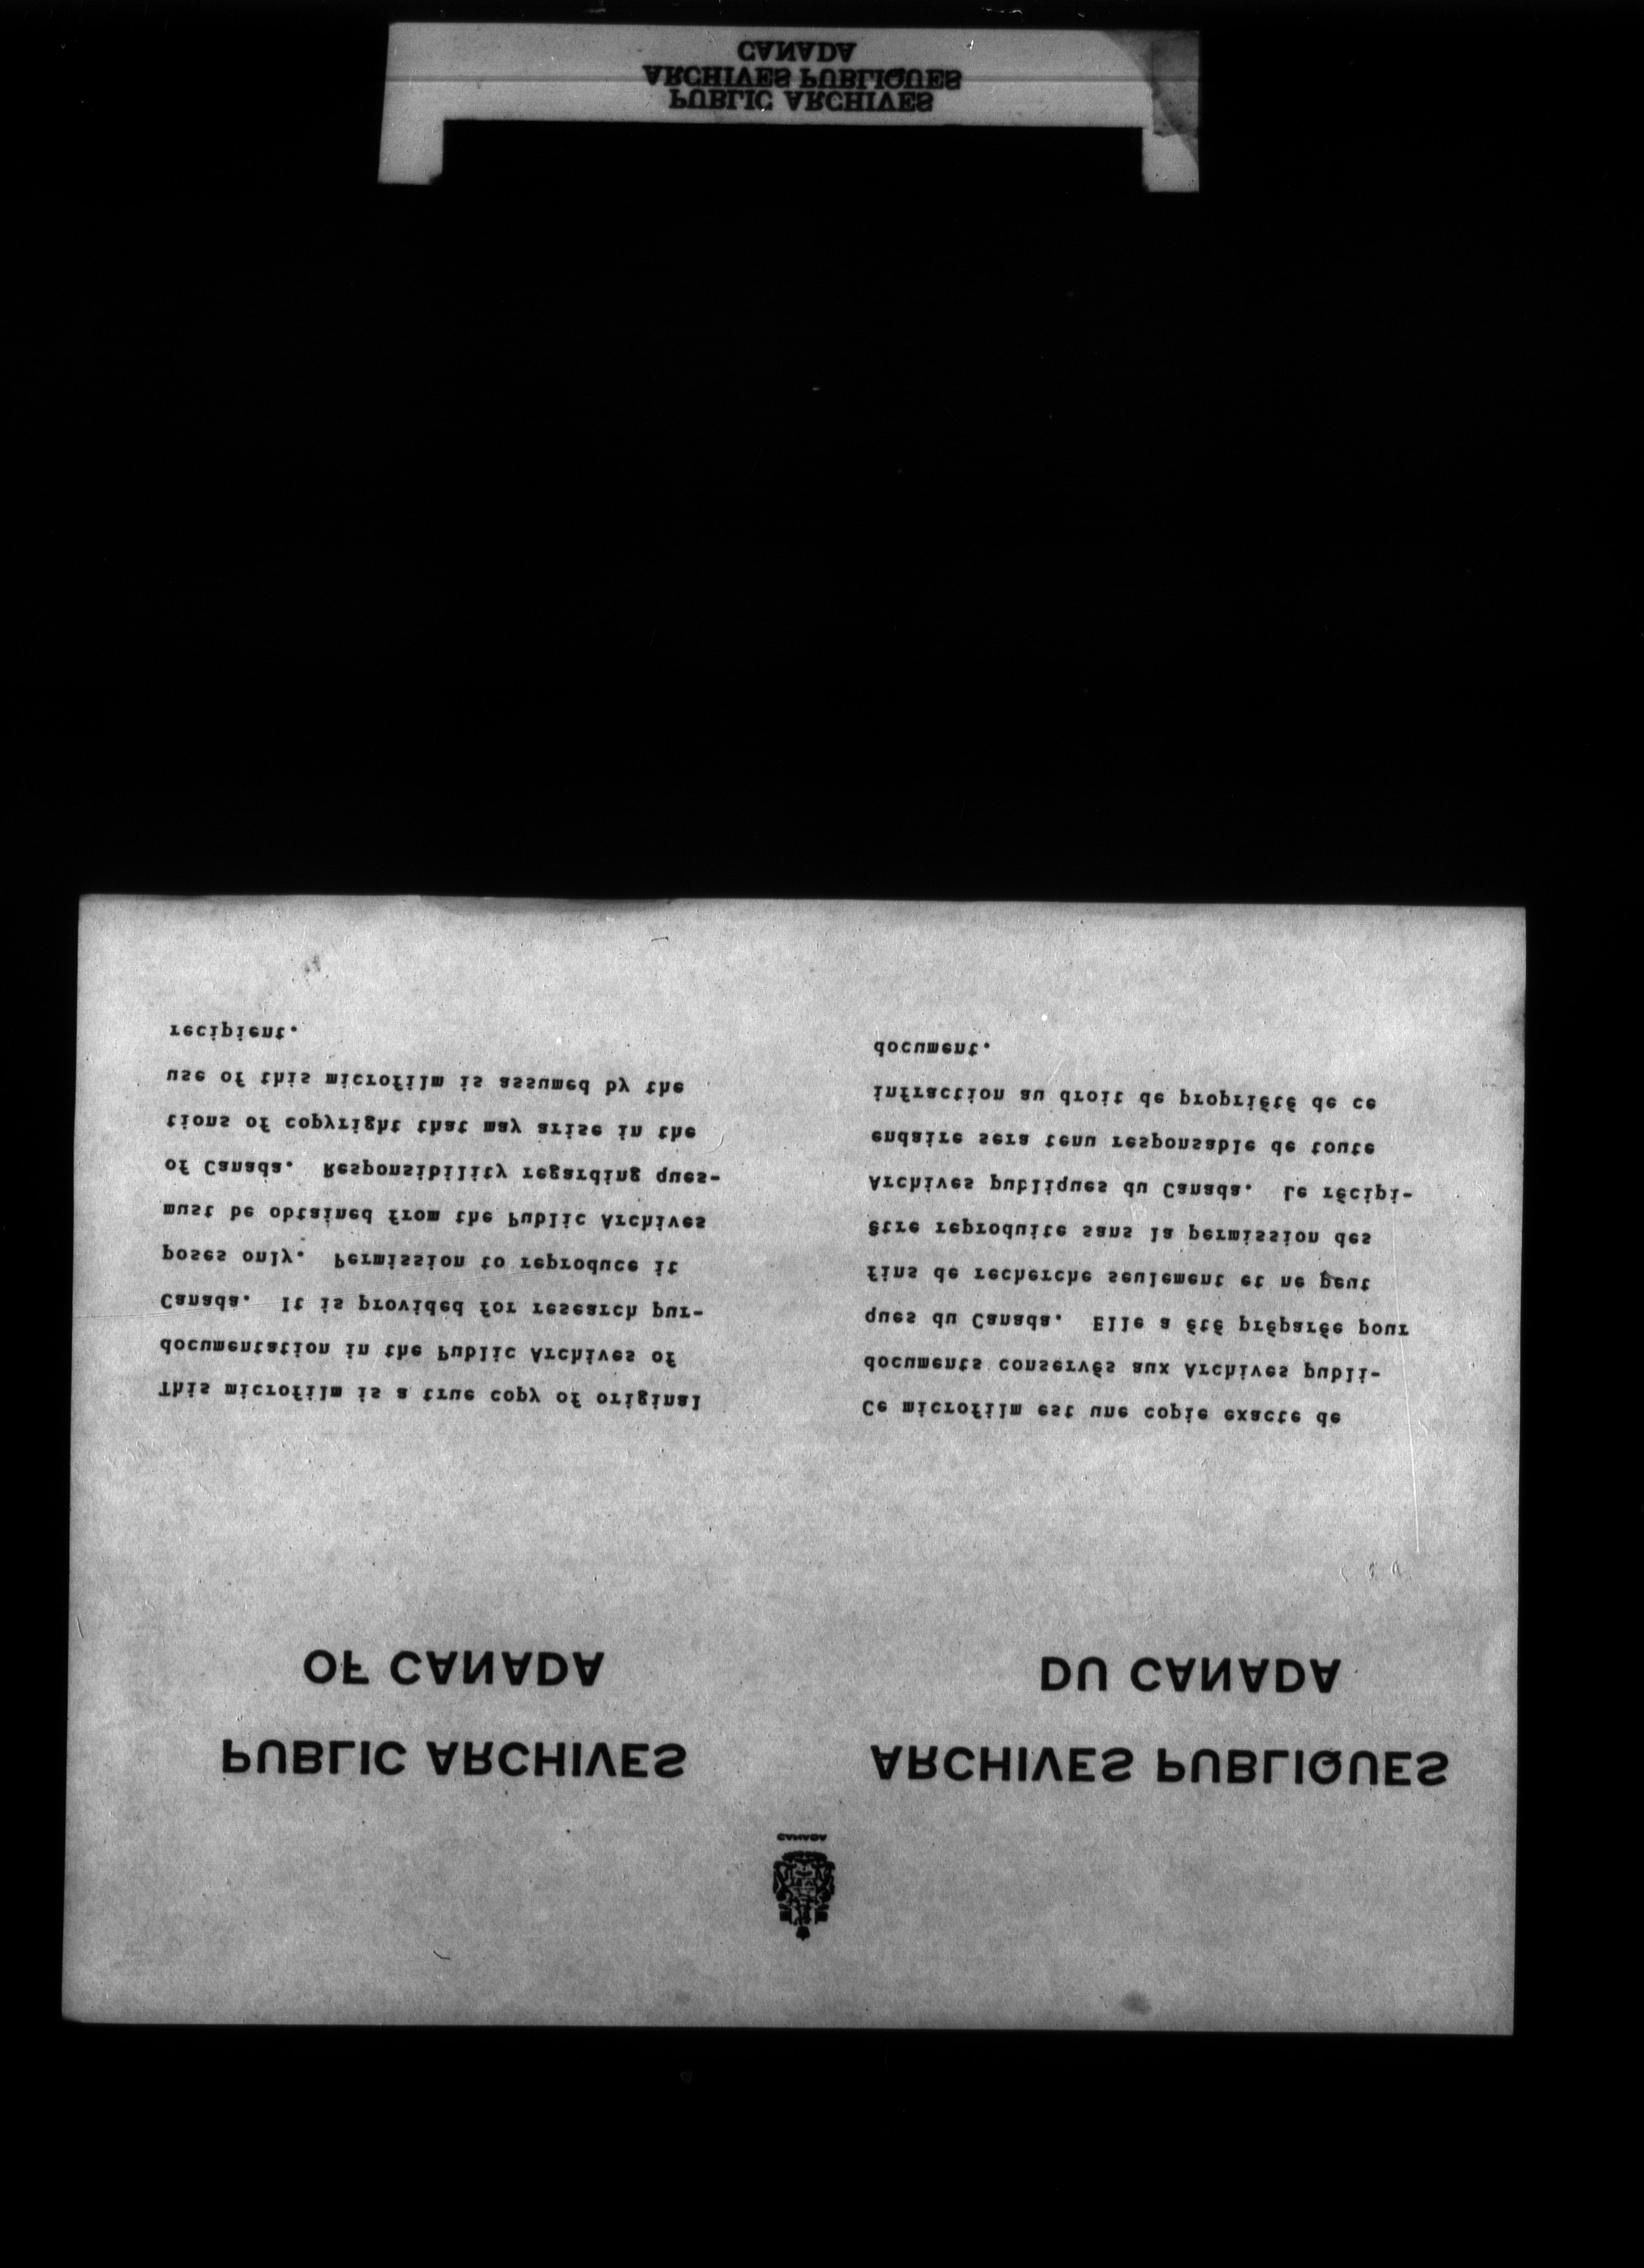 CANADA
PUBLIC ARCHIVES
OF CANADA
This microfilm is a true copy of original
documentation in the Public Archives of
Canada. It is provided for research pur-
poses only. Permission to reproduce it
must be obtained from the Public Archives
of Canada. Responsibility regarding ques-
tions of copyright that may arise in the
use of this microfilm is assumed by the
recipient.
ARCHIVES PUBLIQUES
DU CANADA
Ce microfilm est une copie exacte de
documents conservés aux Archives publi-
ques du Canada. Elle a été préparée pour
fins de recherche seulement et ne peut
être reproduite sans la permission des
Archives publiques du Canada. Le récipi-
endaire sera tenu responsable de toute
infraction au droit de propriété de ce
document.
PUBLIC ARCHIVES
ARCHIVES PUBLIQUES
CANADA